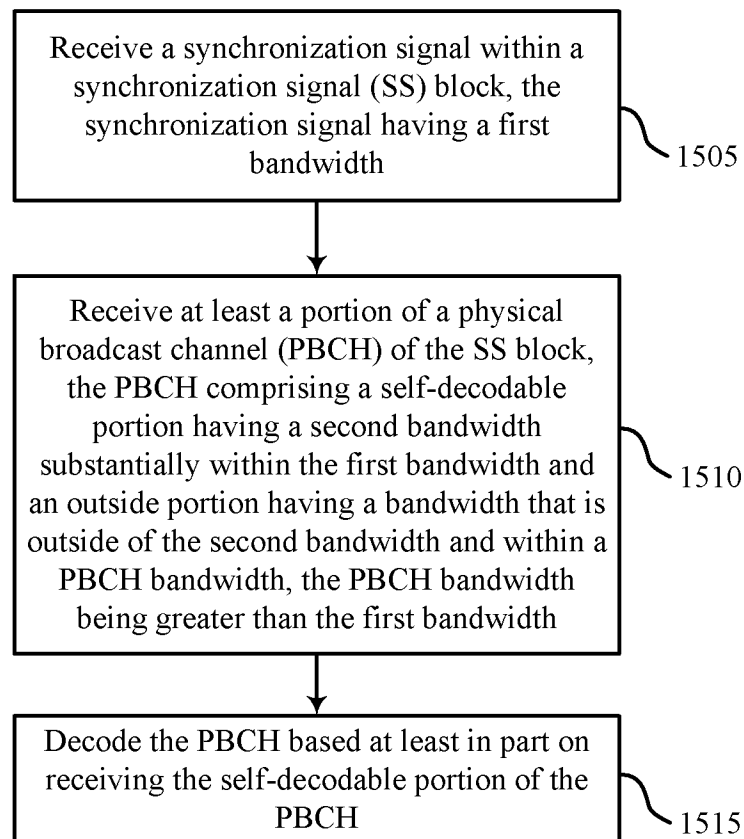 Receive a synchronization signal within a
synchronization signal (SS) block, the
synchronization signal having a first
bandwidth
1505
Receive at least a portion of a physical
broadcast channel (PBCH) of the SS block,
the PBCH comprising a self-decodable
portion having a second bandwidth
substantially within the first bandwidth and
an outside portion having a bandwidth that is
outside of the second bandwidth and within a
PBCH bandwidth, the PBCH bandwidth
being greater than the first bandwidth
1510
Decode the PBCH based at least in part on
receiving the self-decodable portion of the
PBCH
1515